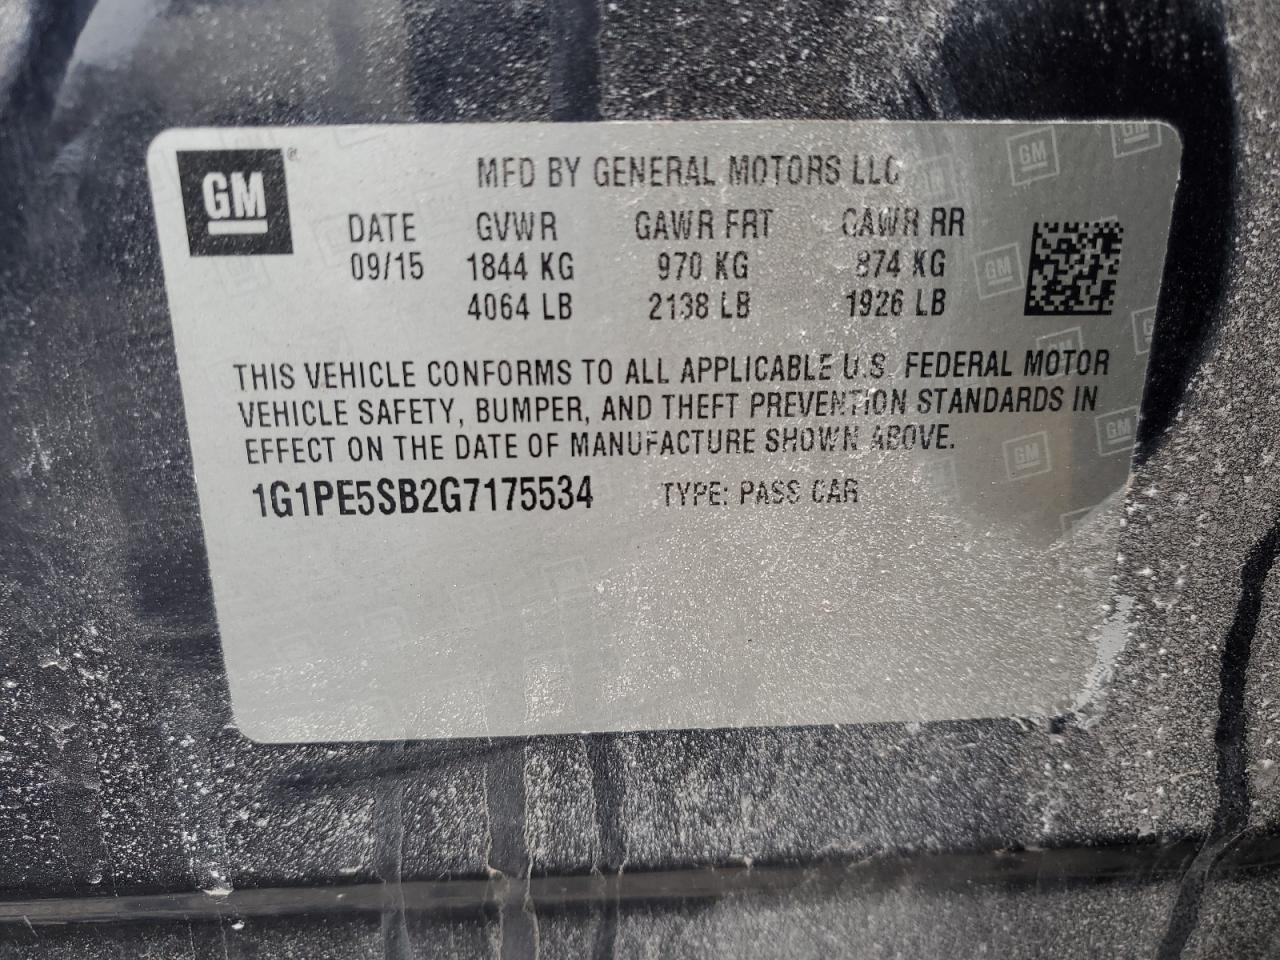 GM
MFD BY GENERAL MOTORS LLC
DATE GVWR GAWR FRT GAWR RR
09/15 1844 KG 970 KG 874 KG
4064 LB 2138 LB 1926 LB
THIS VEHICLE CONFORMS TO ALL APPLICABLE U.S. FEDERAL MOTOR
VEHICLE SAFETY, BUMPER, AND THEFT PREVENTION STANDARDS IN
EFFECT ON THE DATE OF MANUFACTURE SHOWN ABOVE.
1G1PE5SB2G7175534 TYPE: PASS CAR